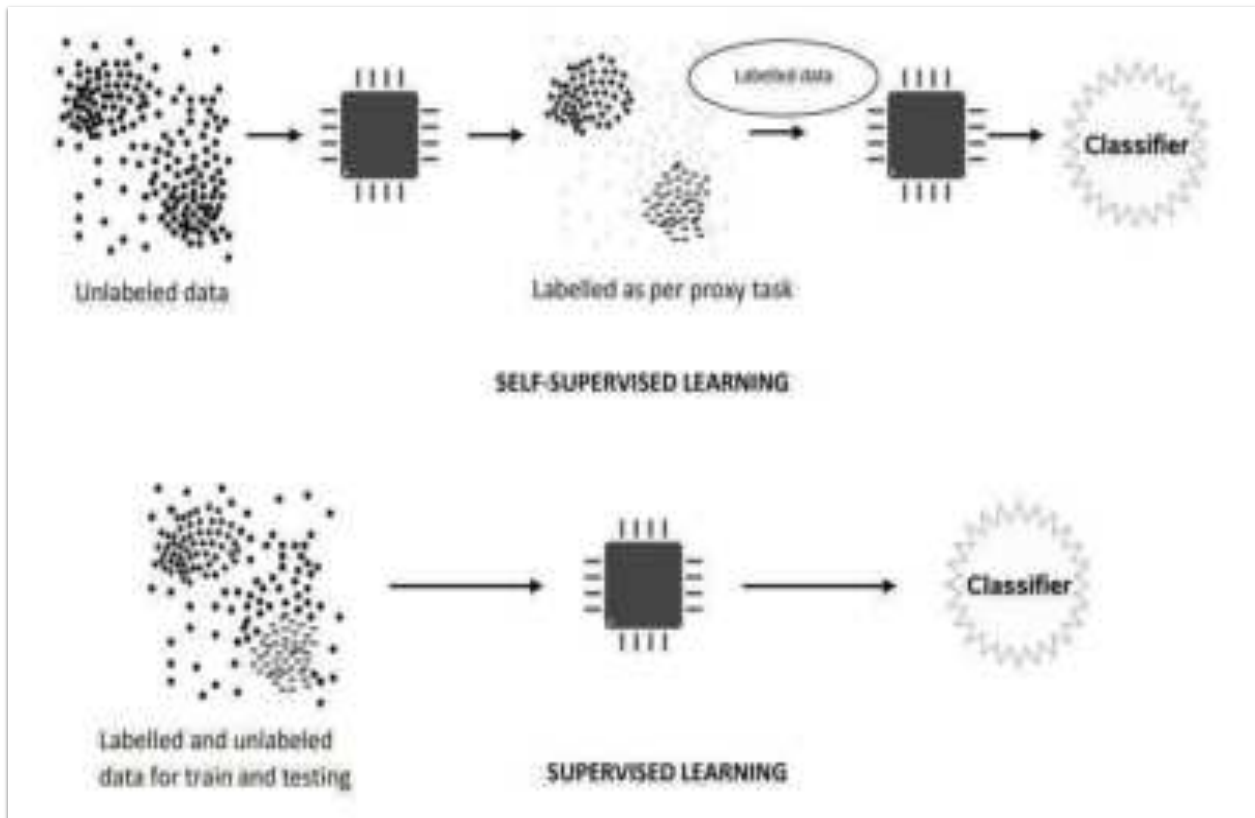 Labelled data
Classifier
Unlabeled data
Labelled as per proxy task
SELF-SUPERVISED LEARNING
Classifier
Labelled and unlabeled
data for train and testing
SUPERVISED LEARNING